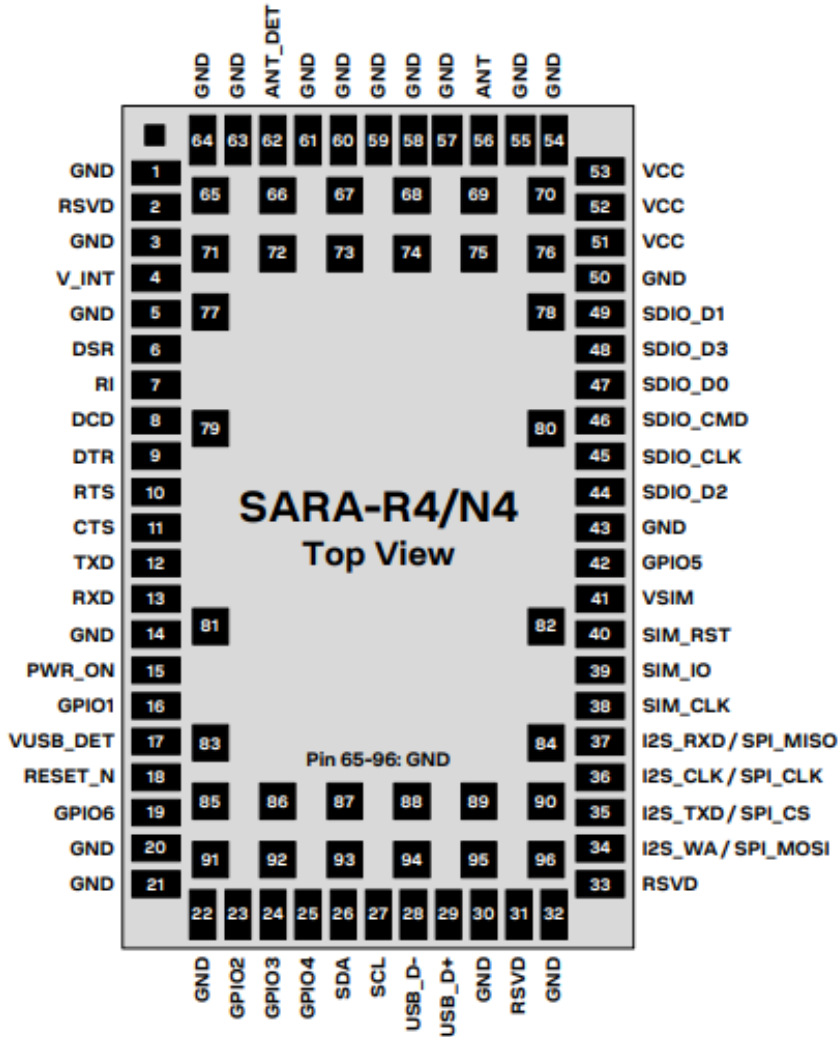 GND GND ANT_DET GND GND GND GND GND ANT GND GND
64 63 62 61 60 59 58 57 56 55 54
GND 1 53 VCC
65 66 67 68 69 70
RSVD 2 52 VCC
GND 3 51 VCC
71 72 73 74 75 76
V_INT 4 50 GND
GND 5 77 78 49 SDIO_D1
DSR 6 48 SDIO_D3
RI 7 47 SDIO_D0
DCD 8 79 80 46 SDIO_CMD
DTR 9 45 SDIO_CLK
RTS 10 44 SDIO_D2
SARA-R4/N4
CTS 11 43 GND
Top View
TXD 12 42 GPIO5
RXD 13 41 VSIM
GND 14 81 82 40 SIM_RST
PWR_ON 15 39 SIM_IO
GPIO1 16 38 SIM_CLK
VUSB_DET 17 83 84 37 I2S_RXD / SPI_MISO
Pin 65-96: GND
RESET_N 18 36 I2S_CLK / SPI_CLK
85 86 87 88 89 90
GPIO6 19 35 I2S_TXD / SPI_CS
GND 20 34 I2S_WA / SPI_MOSI
91 92 93 94 95 96
GND 21 33 RSVD
22 23 24 25 26 27 28 29 30 31 32
GND GPIO2 GPIO3 GPIO4 SDA SCL USB_D- USB_D+ GND RSVD GND